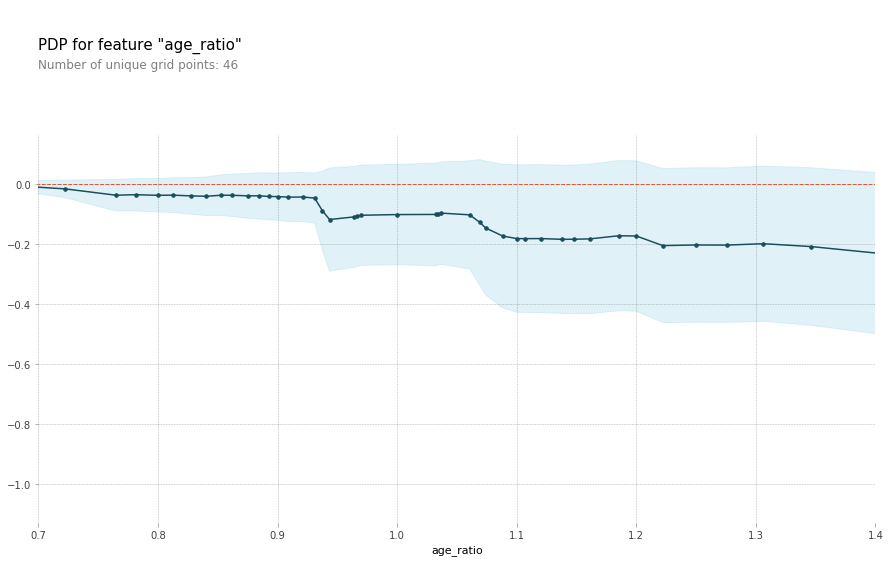 PDP for feature "age_ratio"
Number of unique grid points: 46
0.0
−0.2
−0.4
−0.6
−0.8
−1.0
0.7 0.8 0.9 1.0 1.1 1.2 1.3 1.4
age_ratio